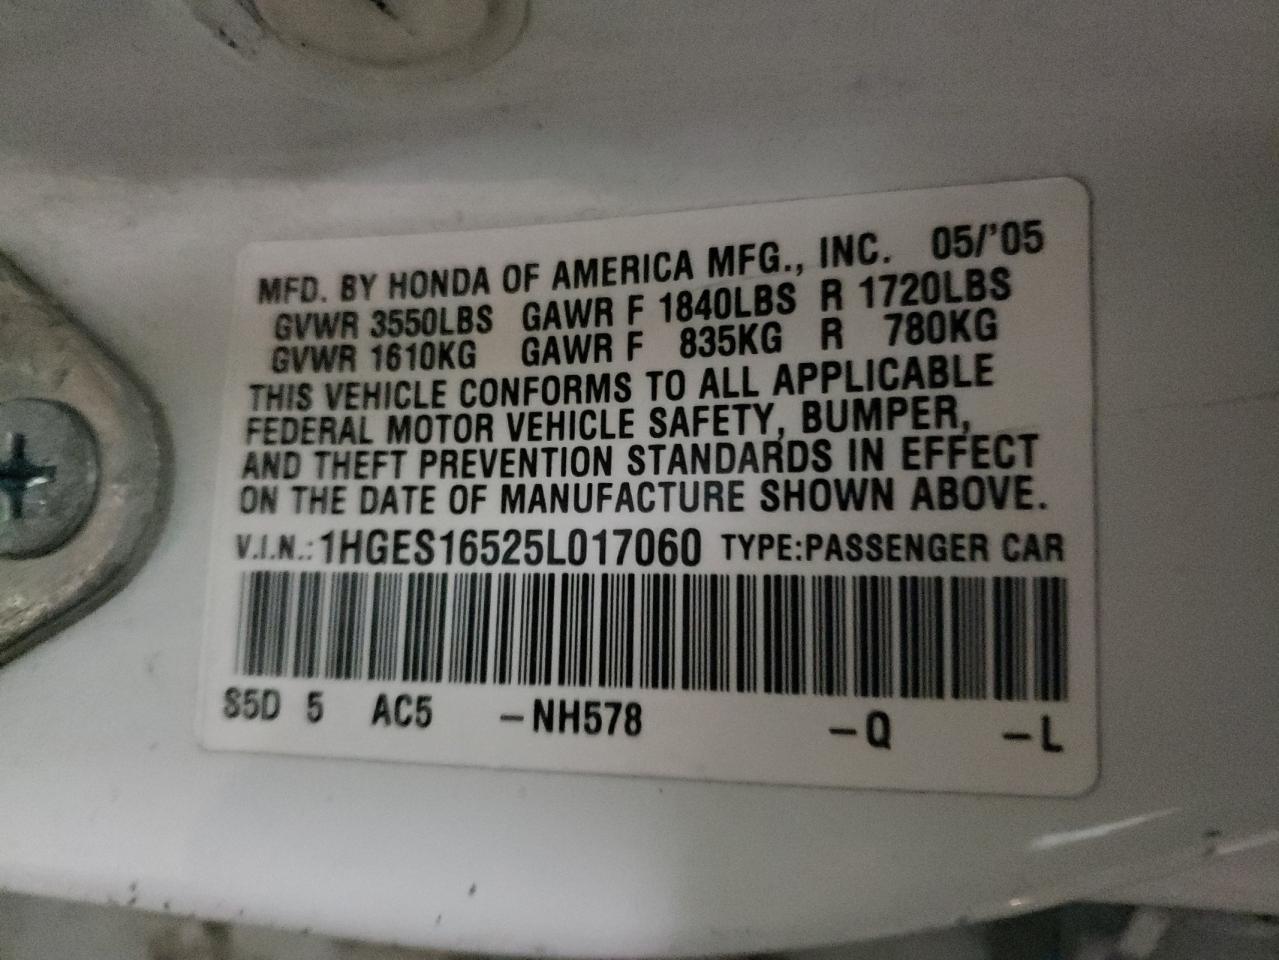 MFD. BY HONDA OF AMERICA MFG., INC. 05/'05
GVWR 3550LBS GAWR F 1840LBS R 1720LBS
GVWR 1610KG GAWR F 835KG R 780KG
THIS VEHICLE CONFORMS TO ALL APPLICABLE
FEDERAL MOTOR VEHICLE SAFETY, BUMPER,
AND THEFT PREVENTION STANDARDS IN EFFECT
ON THE DATE OF MANUFACTURE SHOWN ABOVE.
V.I.N.: 1HGES16525L017060 TYPE:PASSENGER CAR
S5D 5 AC5 –NH578 –Q –L